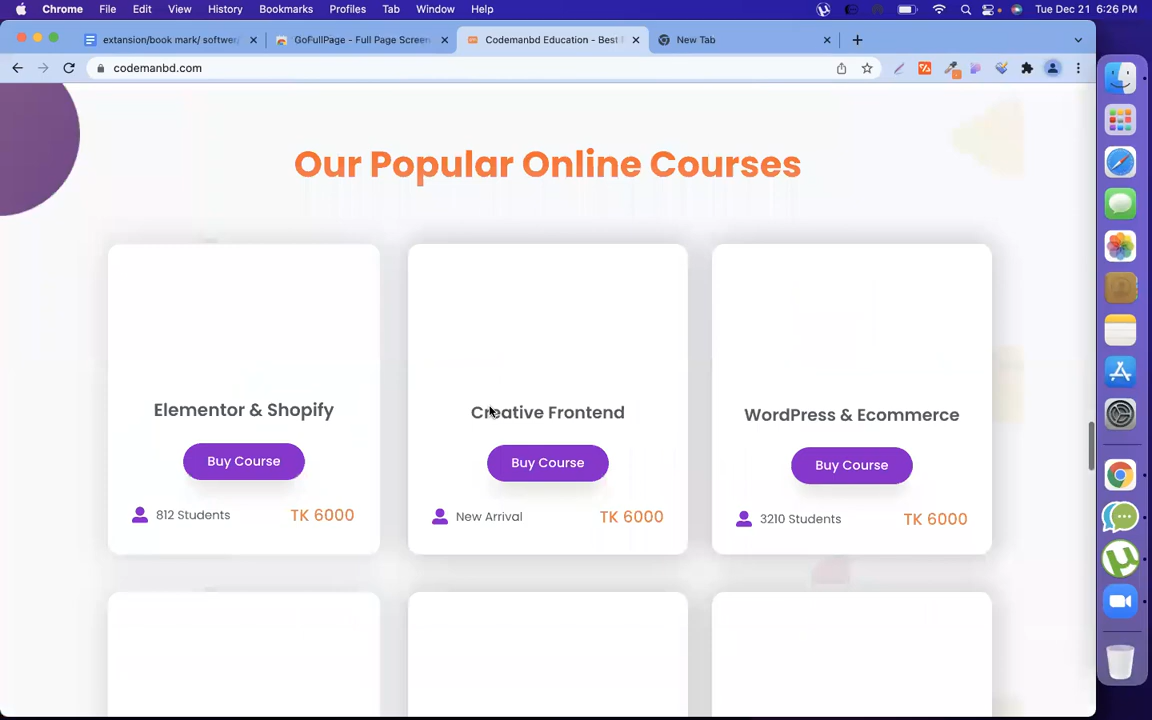 Chrome File Edit View History Bookmarks Profiles Tab Window Help Tue Dec 21 6:26 PM
extansion/book mark/ softwer/ GoFullPage - Full Page Screen Codemanbd Education - Best New Tab
codemanbd.com
Our Popular Online Courses
Elementor & Shopify
Buy Course
812 Students TK 6000
Creative Frontend
Buy Course
New Arrival TK 6000
WordPress & Ecommerce
Buy Course
3210 Students TK 6000